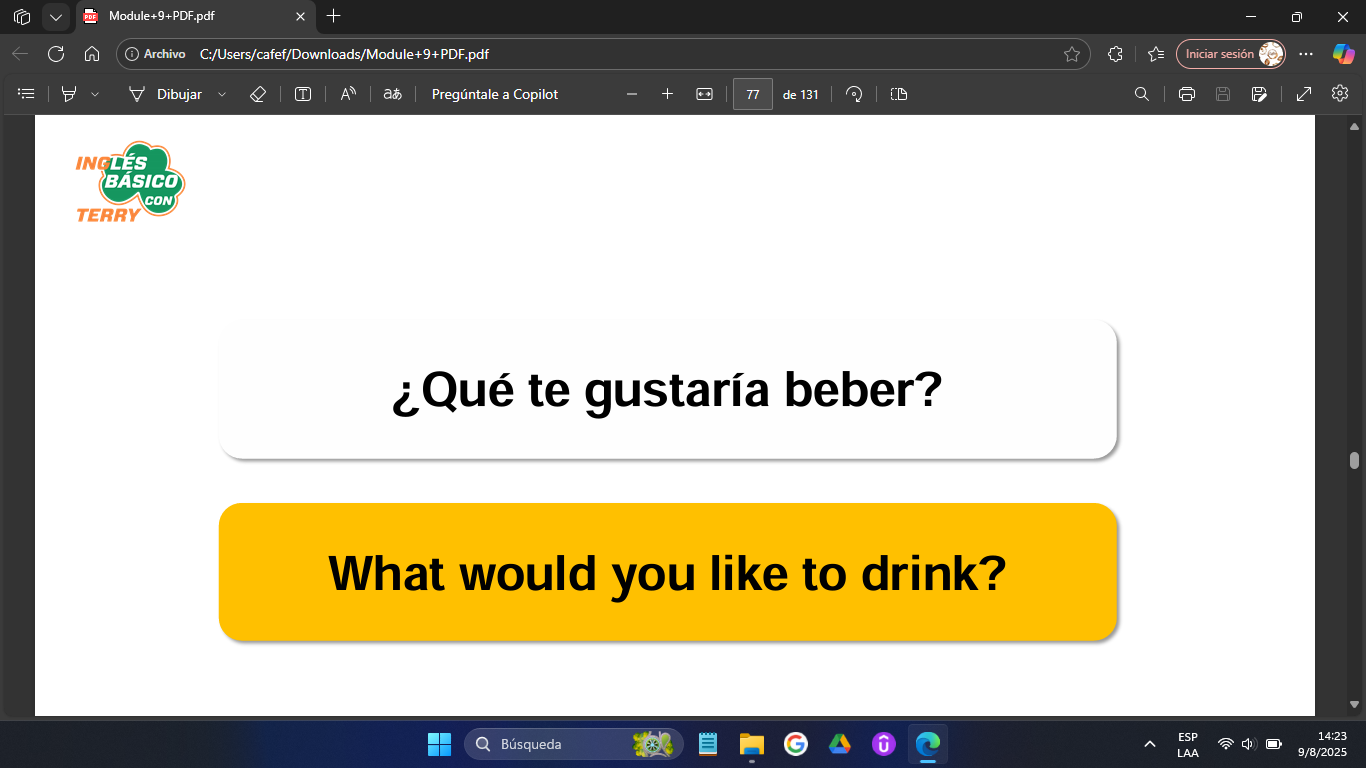 Module+9+PDF.pdf
Archivo C:/Users/cafef/Downloads/Module+9+PDF.pdf Iniciar sesión
Dibujar aあ Pregúntale a Copilot 77 de 131
INGLÉS
BÁSICO
CON
TERRY
¿Qué te gustaría beber?
What would you like to drink?
Búsqueda
ESP
LAA
14:23
9/8/2025